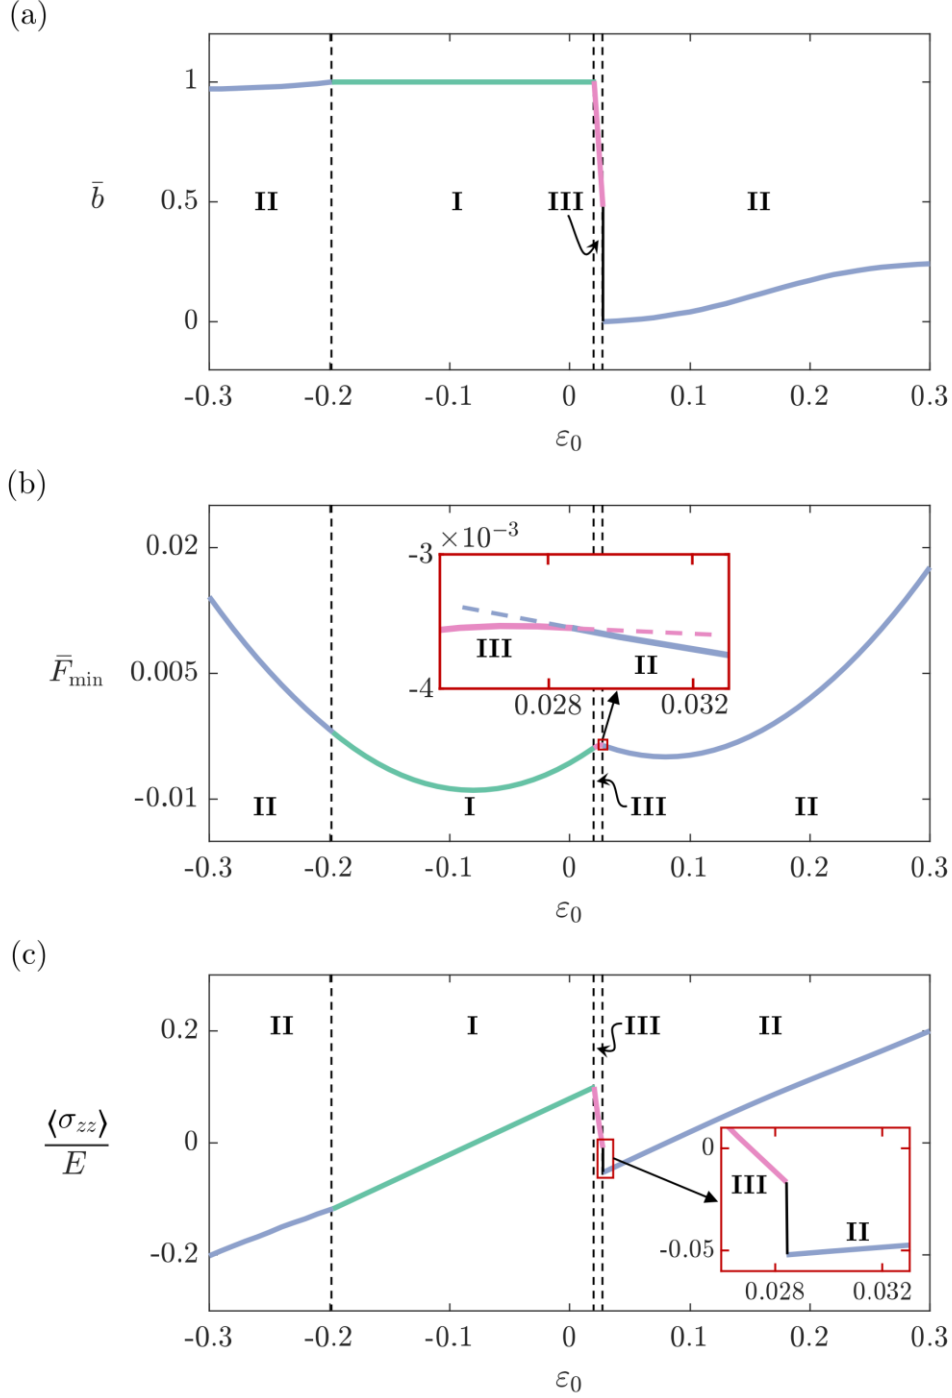 (a)
1
0.5
0
b̄
II
I
III
II
-0.3
-0.2
-0.1
0
0.1
0.2
0.3
ε₀
(b)
0.02
0.005
-0.01
F̄min
-3
×10⁻³
-4
III
II
0.028
0.032
II
I
III
II
-0.3
-0.2
-0.1
0
0.1
0.2
0.3
ε₀
(c)
0.2
0
-0.2
⟨σzz⟩
E
II
I
III
II
0
-0.05
III
II
0.028
0.032
-0.3
-0.2
-0.1
0
0.1
0.2
0.3
ε₀